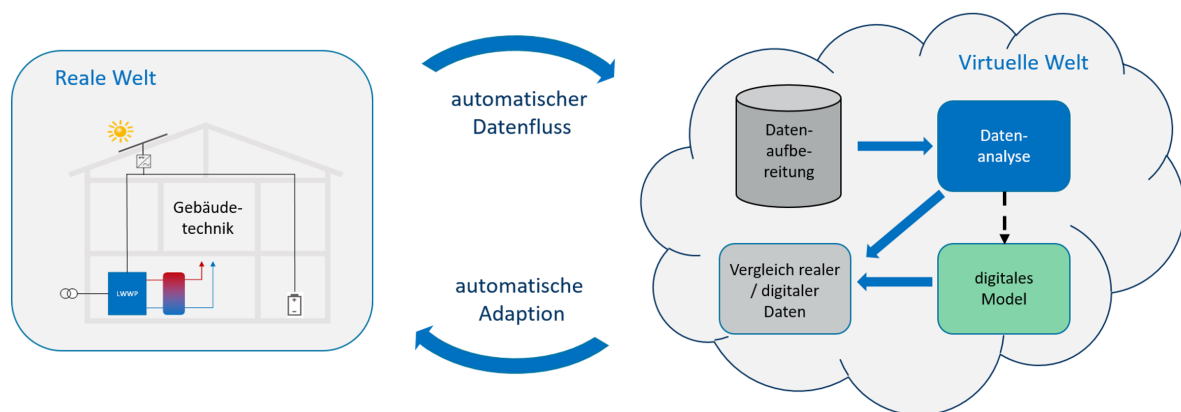 Reale Welt
Gebäude-
technik
LWWP
automatischer
Datenfluss
automatische
Adaption
Virtuelle Welt
Daten-
aufbe-
reitung
Daten-
analyse
Vergleich realer
/ digitaler
Daten
digitales
Model